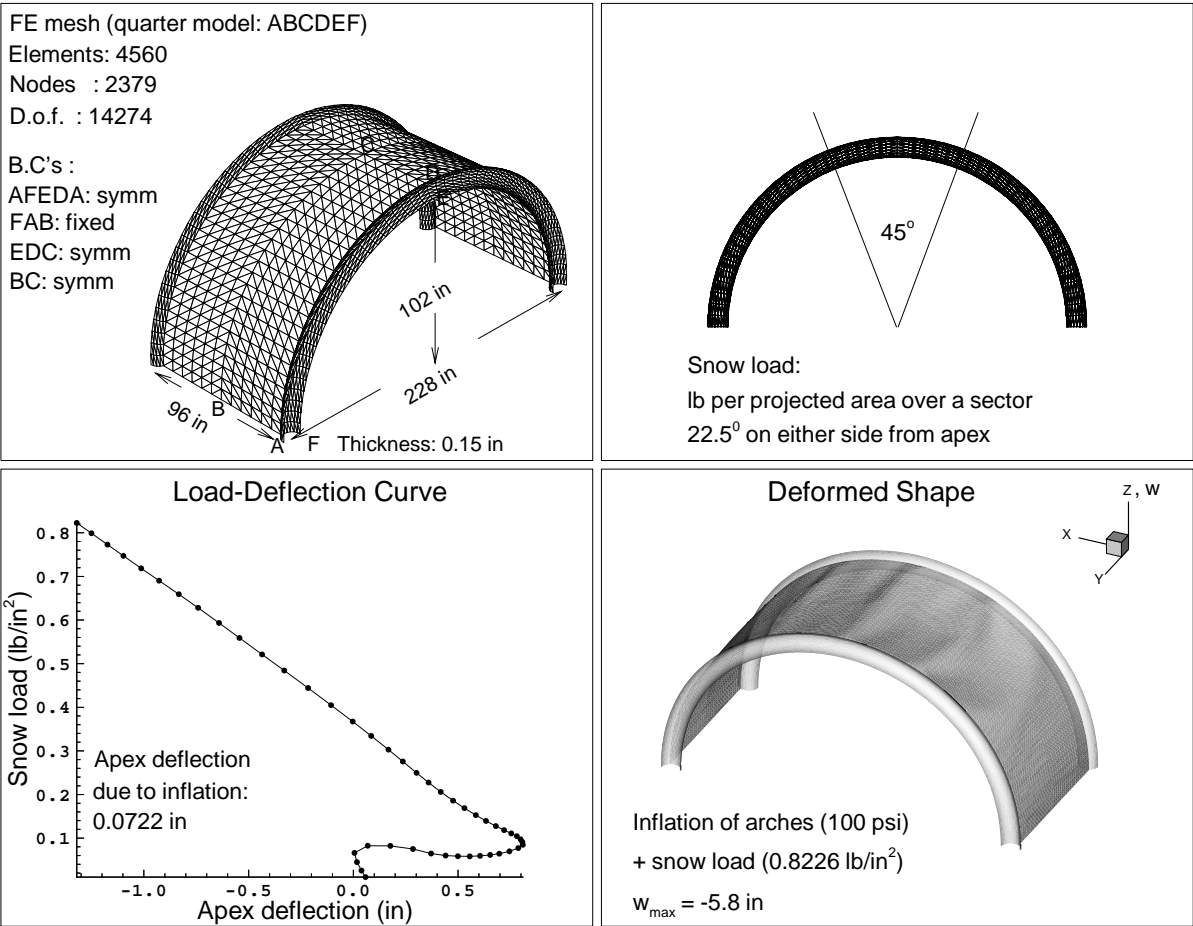 FE mesh (quarter model: ABCDEF)
Elements: 4560
Nodes : 2379
D.o.f. : 14274
B.C's :
AFEDA: symm
FAB: fixed
EDC: symm
BC: symm
C
E
102 in
228 in
96 in
B
A
F
Thickness: 0.15 in
45°
Snow load:
lb per projected area over a sector
22.5⁰ on either side from apex
Load-Deflection Curve
Snow load (lb/in²)
0.8
0.7
0.6
0.5
0.4
0.3
0.2
0.1
Apex deflection
due to inflation:
0.0722 in
-1.0 -0.5 0.0 0.5
Apex deflection (in)
Deformed Shape
Z , W
X
Y
Inflation of arches (100 psi)
+ snow load (0.8226 lb/in²)
wmax = -5.8 in